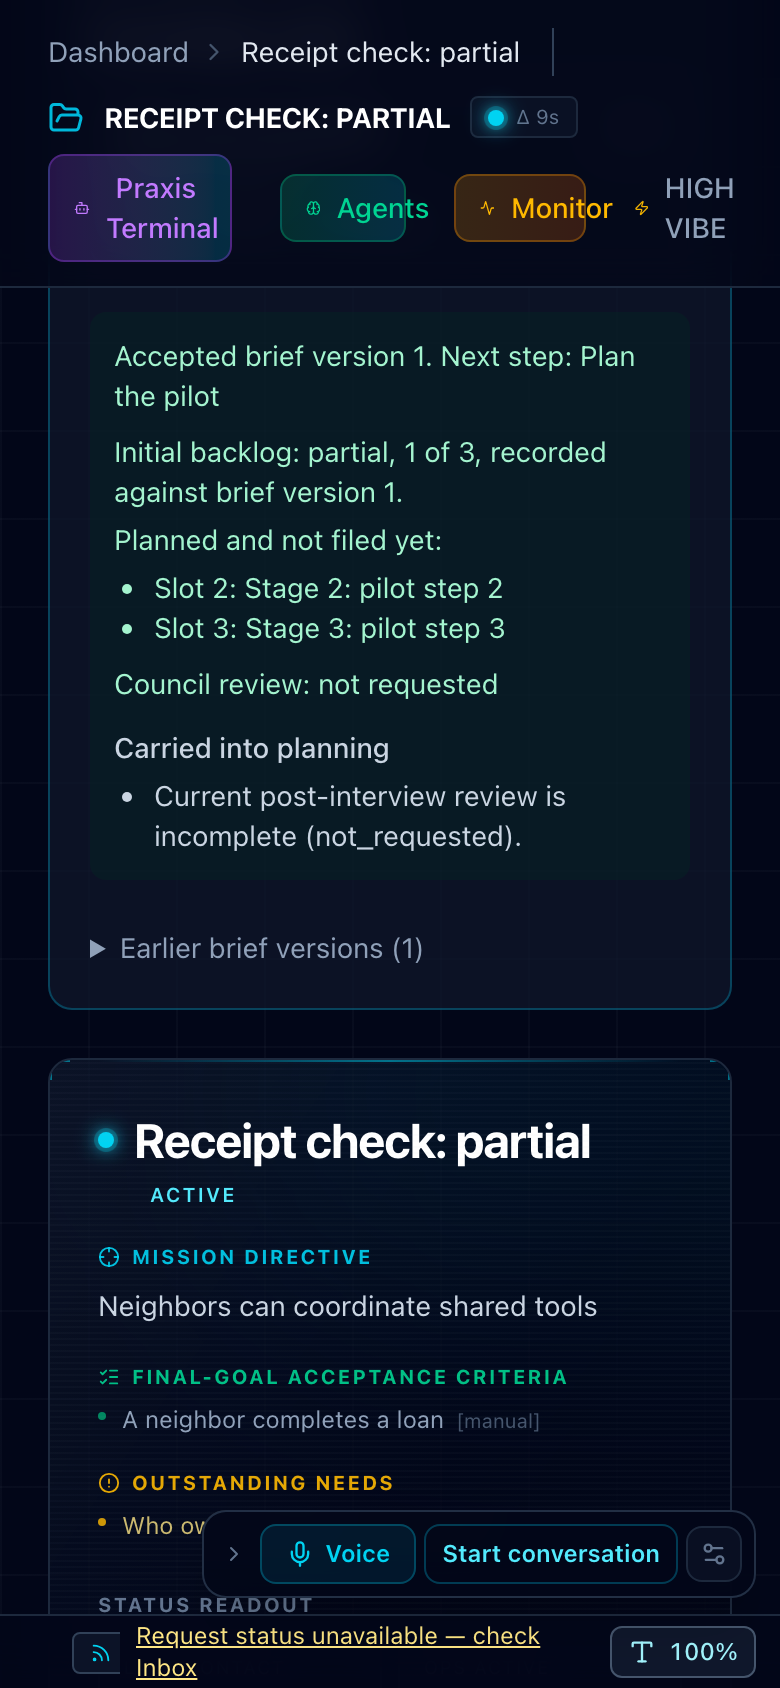 Dashboard > Receipt check: partial
RECEIPT CHECK: PARTIAL
Δ 9s
Praxis
Terminal
Agents
Monitor
HIGH
VIBE
Accepted brief version 1. Next step: Plan
the pilot
Initial backlog: partial, 1 of 3, recorded
against brief version 1.
Planned and not filed yet:
• Slot 2: Stage 2: pilot step 2
• Slot 3: Stage 3: pilot step 3
Council review: not requested
Carried into planning
• Current post-interview review is
incomplete (not_requested).
▶ Earlier brief versions (1)
Receipt check: partial
ACTIVE
MISSION DIRECTIVE
Neighbors can coordinate shared tools
FINAL-GOAL ACCEPTANCE CRITERIA
• A neighbor completes a loan [manual]
OUTSTANDING NEEDS
• Who
Voice
Start conversation
STATUS READOUT
Request status unavailable — check
Inbox
100%